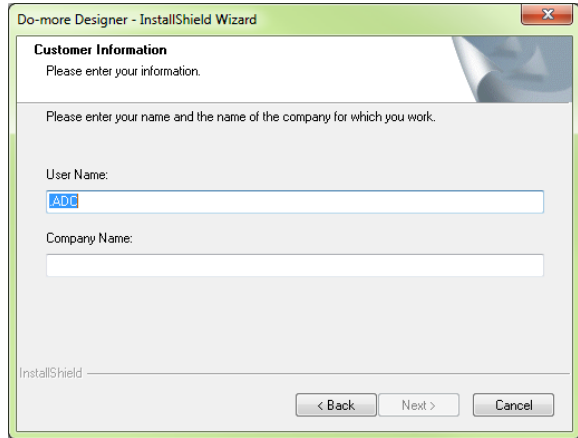 Do-more Designer - InstallShield Wizard
Customer Information
Please enter your information.
Please enter your name and the name of the company for which you work.
User Name:
.ADC
Company Name:
InstallShield
< Back
Next >
Cancel